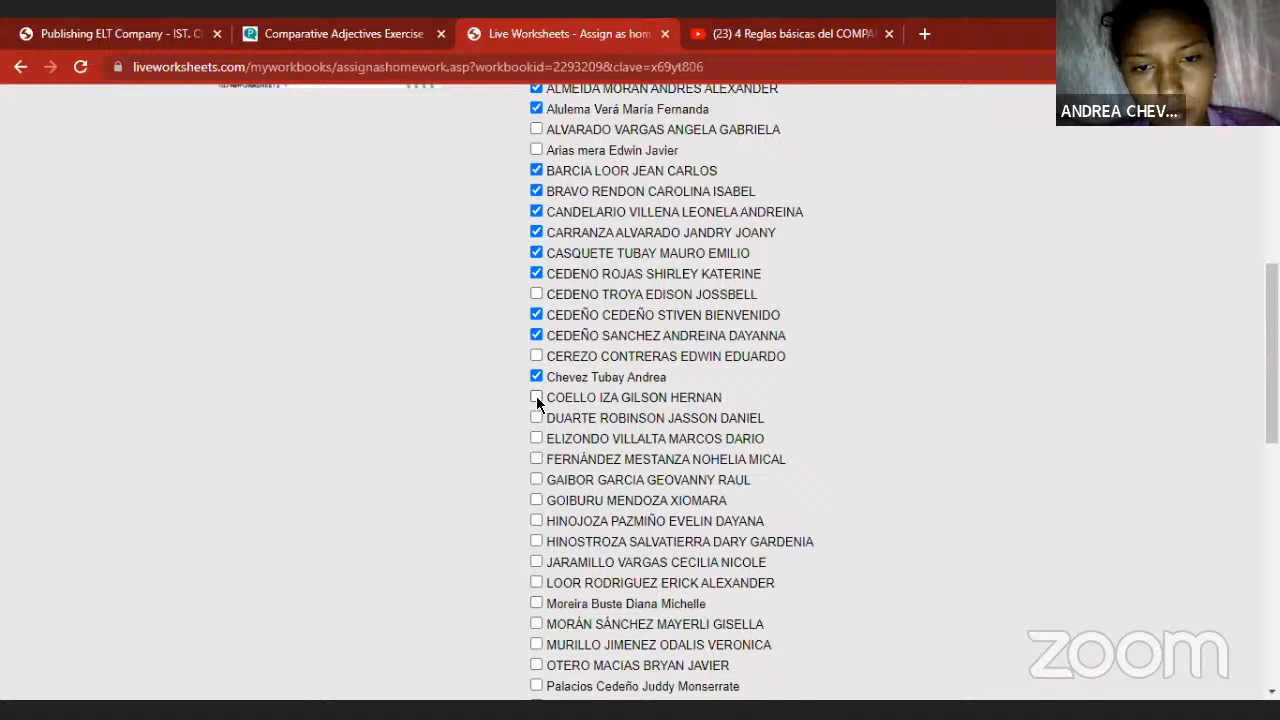 Publishing ELT Company - IST. C
Comparative Adjectives Exercise
Live Worksheets - Assign as hom
(23) 4 Reglas básicas del COMPA
liveworksheets.com/myworkbooks/assignashomework.asp?workbookid=2293209&clave=x69yt806
ANDREA CHEV...
ALMEIDA MORAN ANDRES ALEXANDER
Alulema Verá María Fernanda
ALVARADO VARGAS ANGELA GABRIELA
Arias mera Edwin Javier
BARCIA LOOR JEAN CARLOS
BRAVO RENDON CAROLINA ISABEL
CANDELARIO VILLENA LEONELA ANDREINA
CARRANZA ALVARADO JANDRY JOANY
CASQUETE TUBAY MAURO EMILIO
CEDENO ROJAS SHIRLEY KATERINE
CEDENO TROYA EDISON JOSSBELL
CEDEÑO CEDEÑO STIVEN BIENVENIDO
CEDEÑO SANCHEZ ANDREINA DAYANNA
CEREZO CONTRERAS EDWIN EDUARDO
Chevez Tubay Andrea
COELLO IZA GILSON HERNAN
DUARTE ROBINSON JASSON DANIEL
ELIZONDO VILLALTA MARCOS DARIO
FERNÁNDEZ MESTANZA NOHELIA MICAL
GAIBOR GARCIA GEOVANNY RAUL
GOIBURU MENDOZA XIOMARA
HINOJOZA PAZMIÑO EVELIN DAYANA
HINOSTROZA SALVATIERRA DARY GARDENIA
JARAMILLO VARGAS CECILIA NICOLE
LOOR RODRIGUEZ ERICK ALEXANDER
Moreira Buste Diana Michelle
MORÁN SÁNCHEZ MAYERLI GISELLA
MURILLO JIMENEZ ODALIS VERONICA
OTERO MACIAS BRYAN JAVIER
Palacios Cedeño Juddy Monserrate
zoom